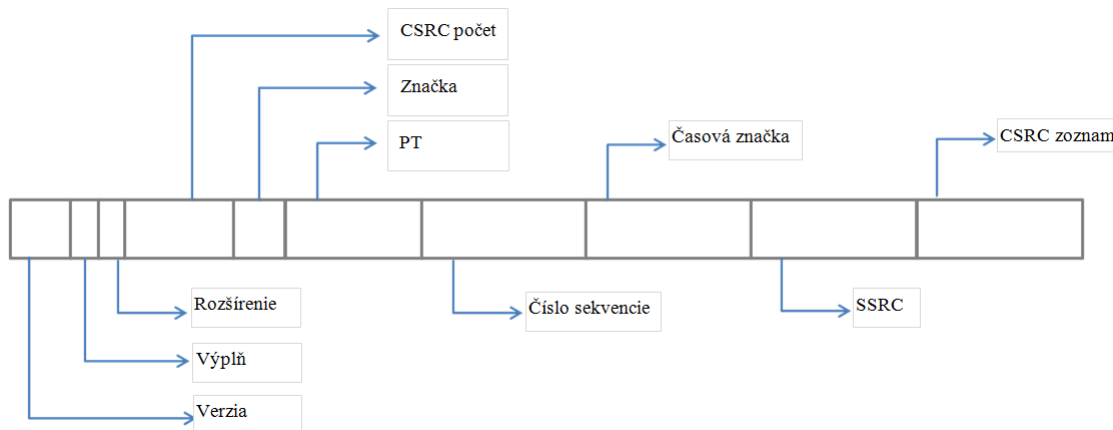 CSRC počet
Značka
PT
Časová značka
CSRC zoznam
Rozšírenie
Číslo sekvencie
SSRC
Výplň
Verzia